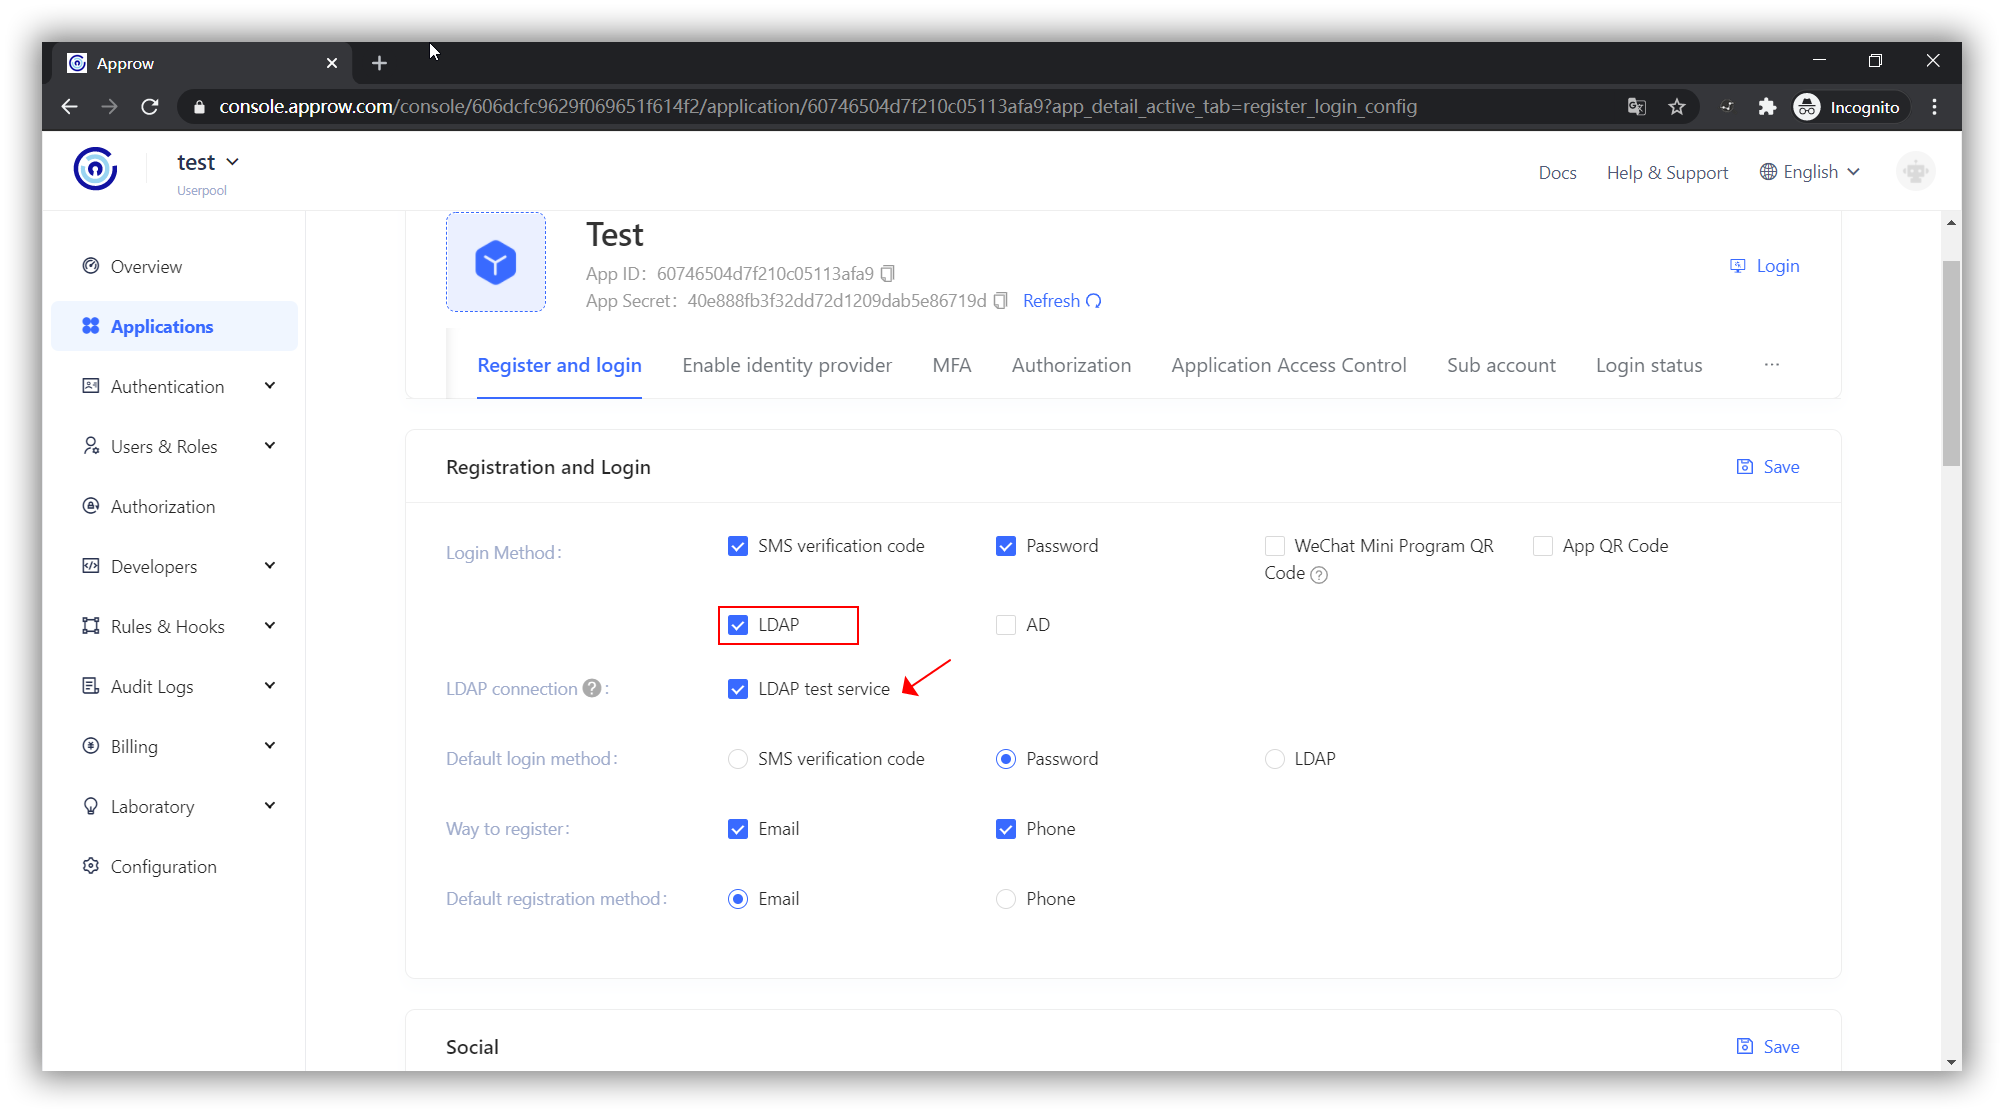 Approw
console.approw.com/console/606dcfc9629f069651f614f2/application/60746504d7f210c05113afa9?app_detail_active_tab=register_login_config
Incognito
test
Userpool
Docs
Help & Support
English
Overview
Applications
Authentication
Users & Roles
Authorization
Developers
Rules & Hooks
Audit Logs
Billing
Laboratory
Configuration
Test
App ID: 60746504d7f210c05113afa9
App Secret: 40e888fb3f32dd72d1209dab5e86719d Refresh
Login
Register and login
Enable identity provider
MFA
Authorization
Application Access Control
Sub account
Login status
···
Registration and Login
Save
Login Method:
SMS verification code
Password
WeChat Mini Program QR
Code ?
App QR Code
LDAP
AD
LDAP connection ? :
LDAP test service
Default login method:
SMS verification code
Password
LDAP
Way to register:
Email
Phone
Default registration method:
Email
Phone
Social
Save